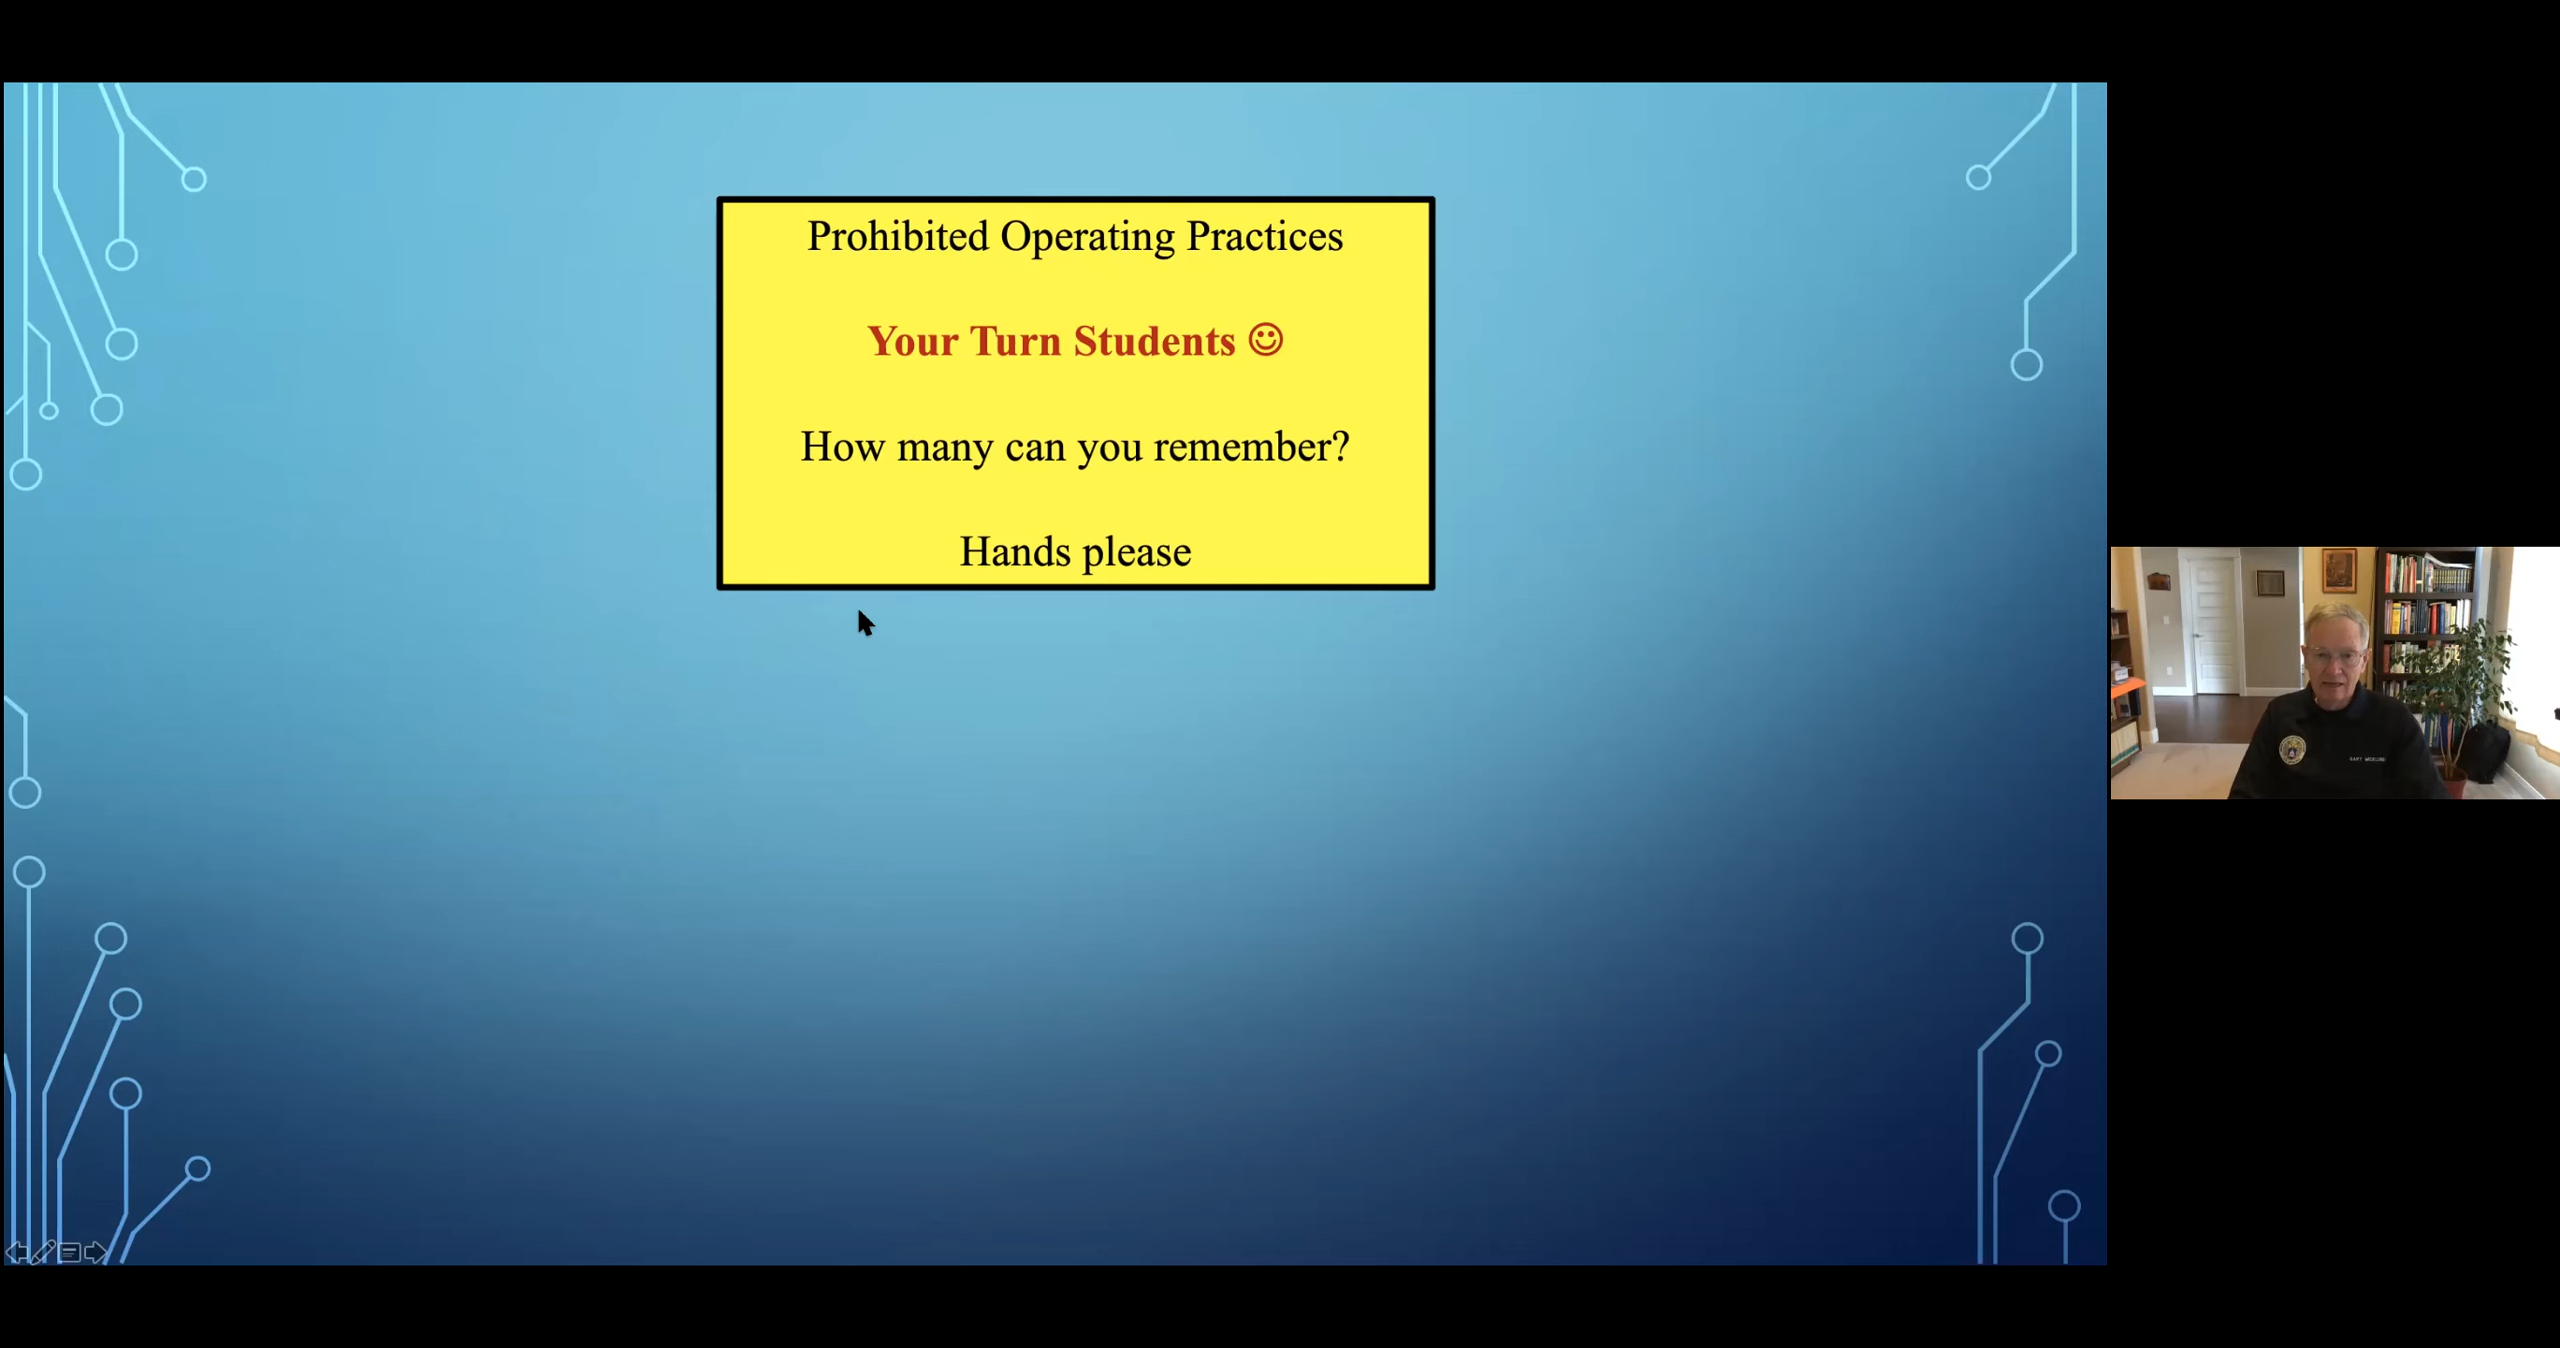 Prohibited Operating Practices
Your Turn Students ☺
How many can you remember?
Hands please